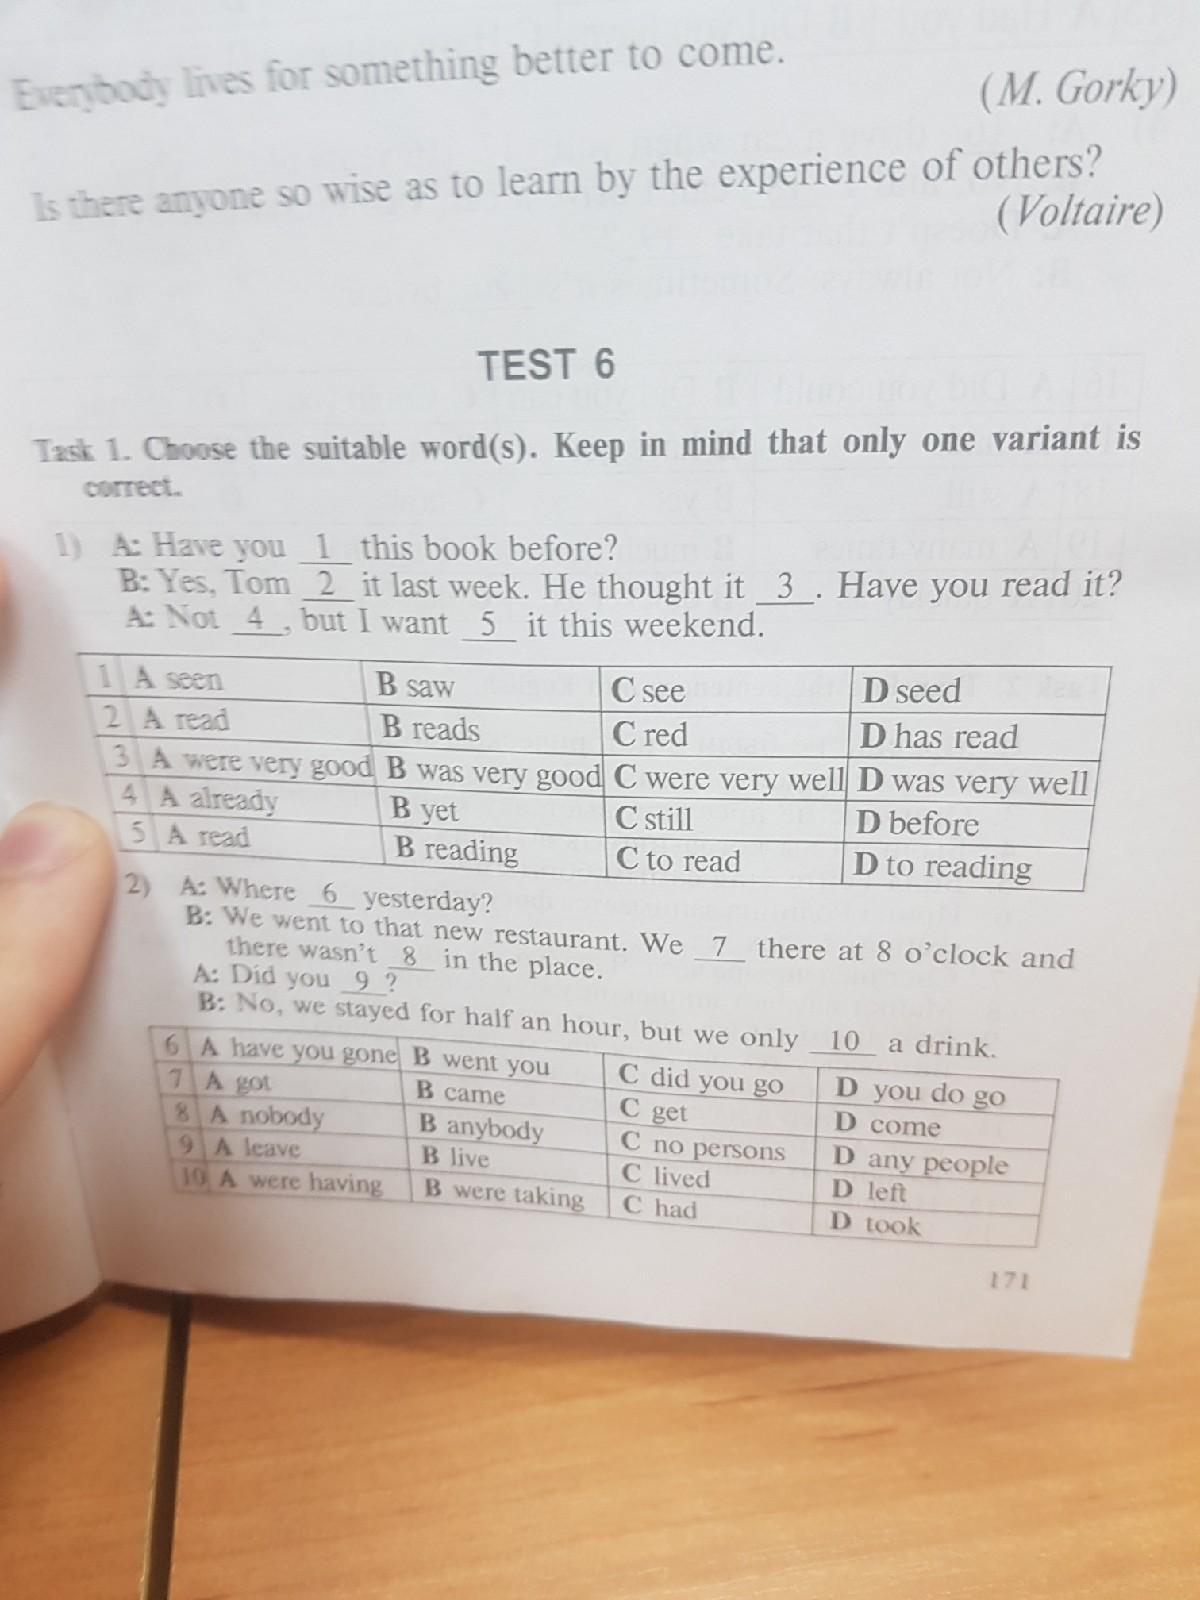 Everybody lives for something better to come.
(M. Gorky)
Is there anyone so wise as to learn by the experience of others?
(Voltaire)
TEST 6
Task 1. Choose the suitable word(s). Keep in mind that only one variant is
correct.
1) A: Have you 1 this book before?
B: Yes, Tom 2 it last week. He thought it 3. Have you read it?
A: Not 4, but I want 5 it this weekend.
1 A seen B saw C see D seed
2 A read B reads C red D has read
3 A were very good B was very good C were very well D was very well
4 A already B yet C still D before
5 A read B reading C to read D to reading
2) A: Where 6 yesterday?
B: We went to that new restaurant. We 7 there at 8 o'clock and
there wasn't 8 in the place.
A: Did you 9 ?
B: No, we stayed for half an hour, but we only 10 a drink.
6 A have you gone B went you C did you go D you do go
7 A got B came C get D come
8 A nobody B anybody C no persons D any people
9 A leave B live C lived D left
10 A were having B were taking C had D took
171